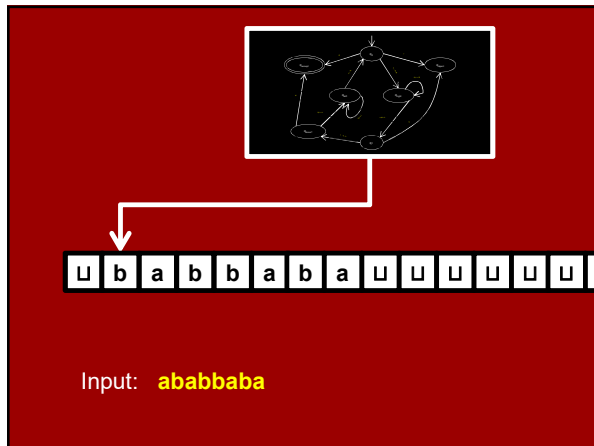 ⊔ b a b b a b a ⊔ ⊔ ⊔ ⊔ ⊔ ⊔
Input: ababbaba